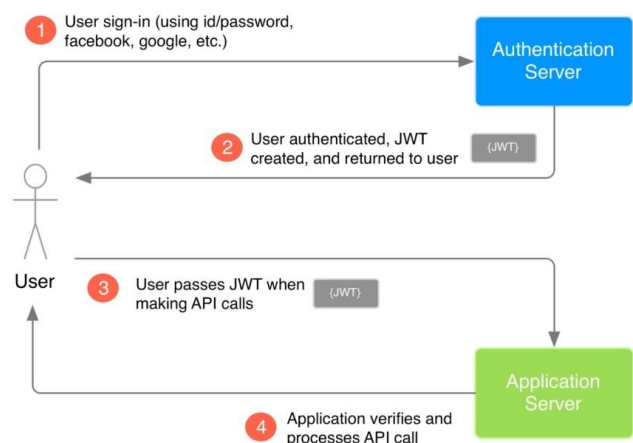 1
User sign-in (using id/password,
facebook, google, etc.)
Authentication
Server
2
User authenticated, JWT
created, and returned to user
{JWT}
User
3
User passes JWT when
making API calls
{JWT}
Application
Server
4
Application verifies and
processes API call